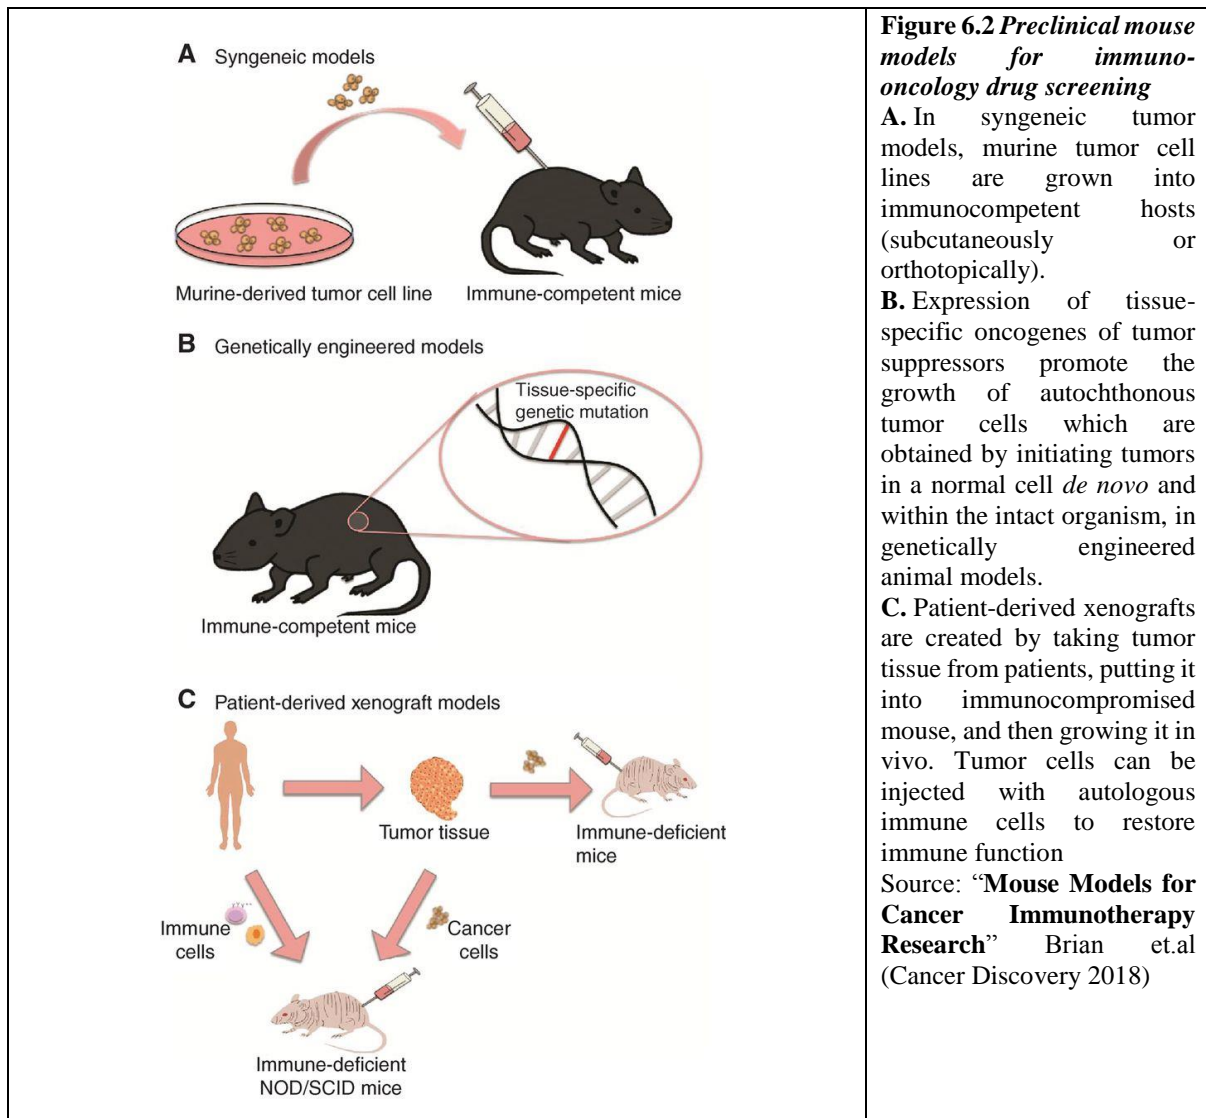 A Syngeneic models
Murine-derived tumor cell line
Immune-competent mice
B Genetically engineered models
Tissue-specific
genetic mutation
Immune-competent mice
C Patient-derived xenograft models
Tumor tissue
Immune-deficient
mice
Immune
cells
Cancer
cells
Immune-deficient
NOD/SCID mice
Figure 6.2 Preclinical mouse
models for immuno-
oncology drug screening
A. In syngeneic tumor
models, murine tumor cell
lines are grown into
immunocompetent hosts
(subcutaneously or
orthotopically).
B. Expression of tissue-
specific oncogenes of tumor
suppressors promote the
growth of autochthonous
tumor cells which are
obtained by initiating tumors
in a normal cell de novo and
within the intact organism, in
genetically engineered
animal models.
C. Patient-derived xenografts
are created by taking tumor
tissue from patients, putting it
into immunocompromised
mouse, and then growing it in
vivo. Tumor cells can be
injected with autologous
immune cells to restore
immune function
Source: “Mouse Models for
Cancer Immunotherapy
Research” Brian et.al
(Cancer Discovery 2018)